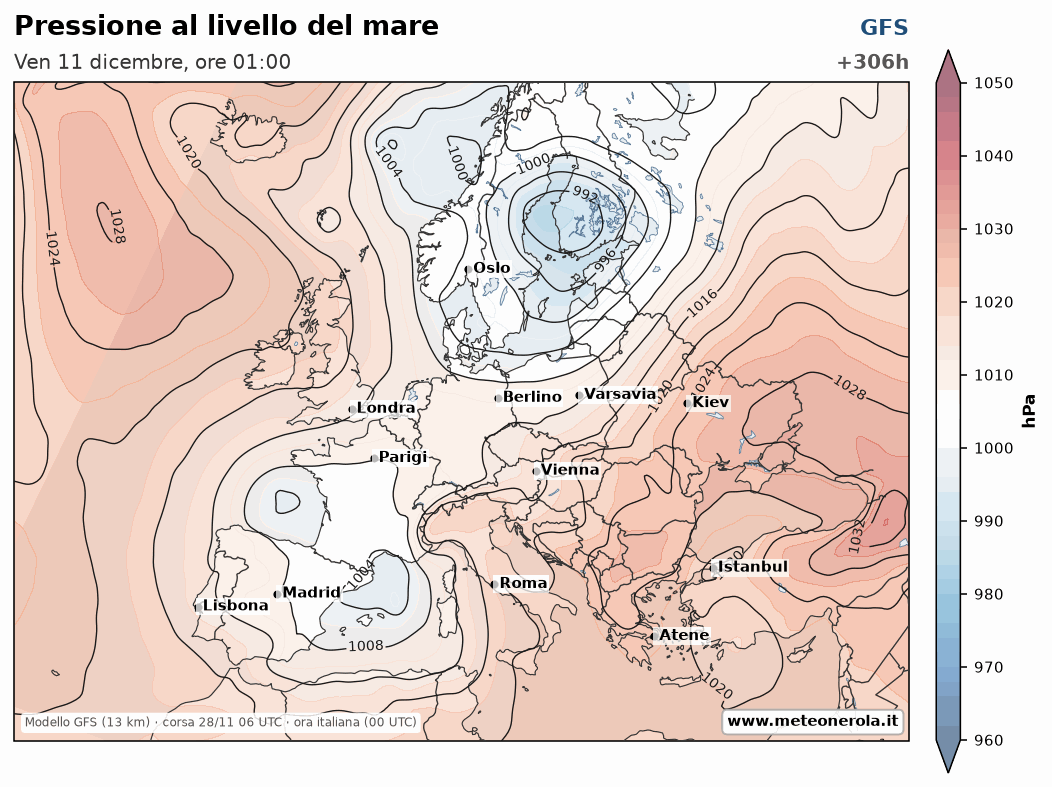 Pressione al livello del mare
GFS
Ven 11 dicembre, ore 01:00
+306h
1050
1040
1030
1020
1010
1000
990
980
970
960
hPa
1020
1004
1000
1000
992
996
1028
1024
1016
1020
1024
1028
1032
1004
1008
1020
Oslo
Berlino
Varsavia
Kiev
Londra
Parigi
Vienna
Istanbul
Roma
Madrid
Lisbona
Atene
Modello GFS (13 km) · corsa 28/11 06 UTC · ora italiana (00 UTC)
www.meteonerola.it